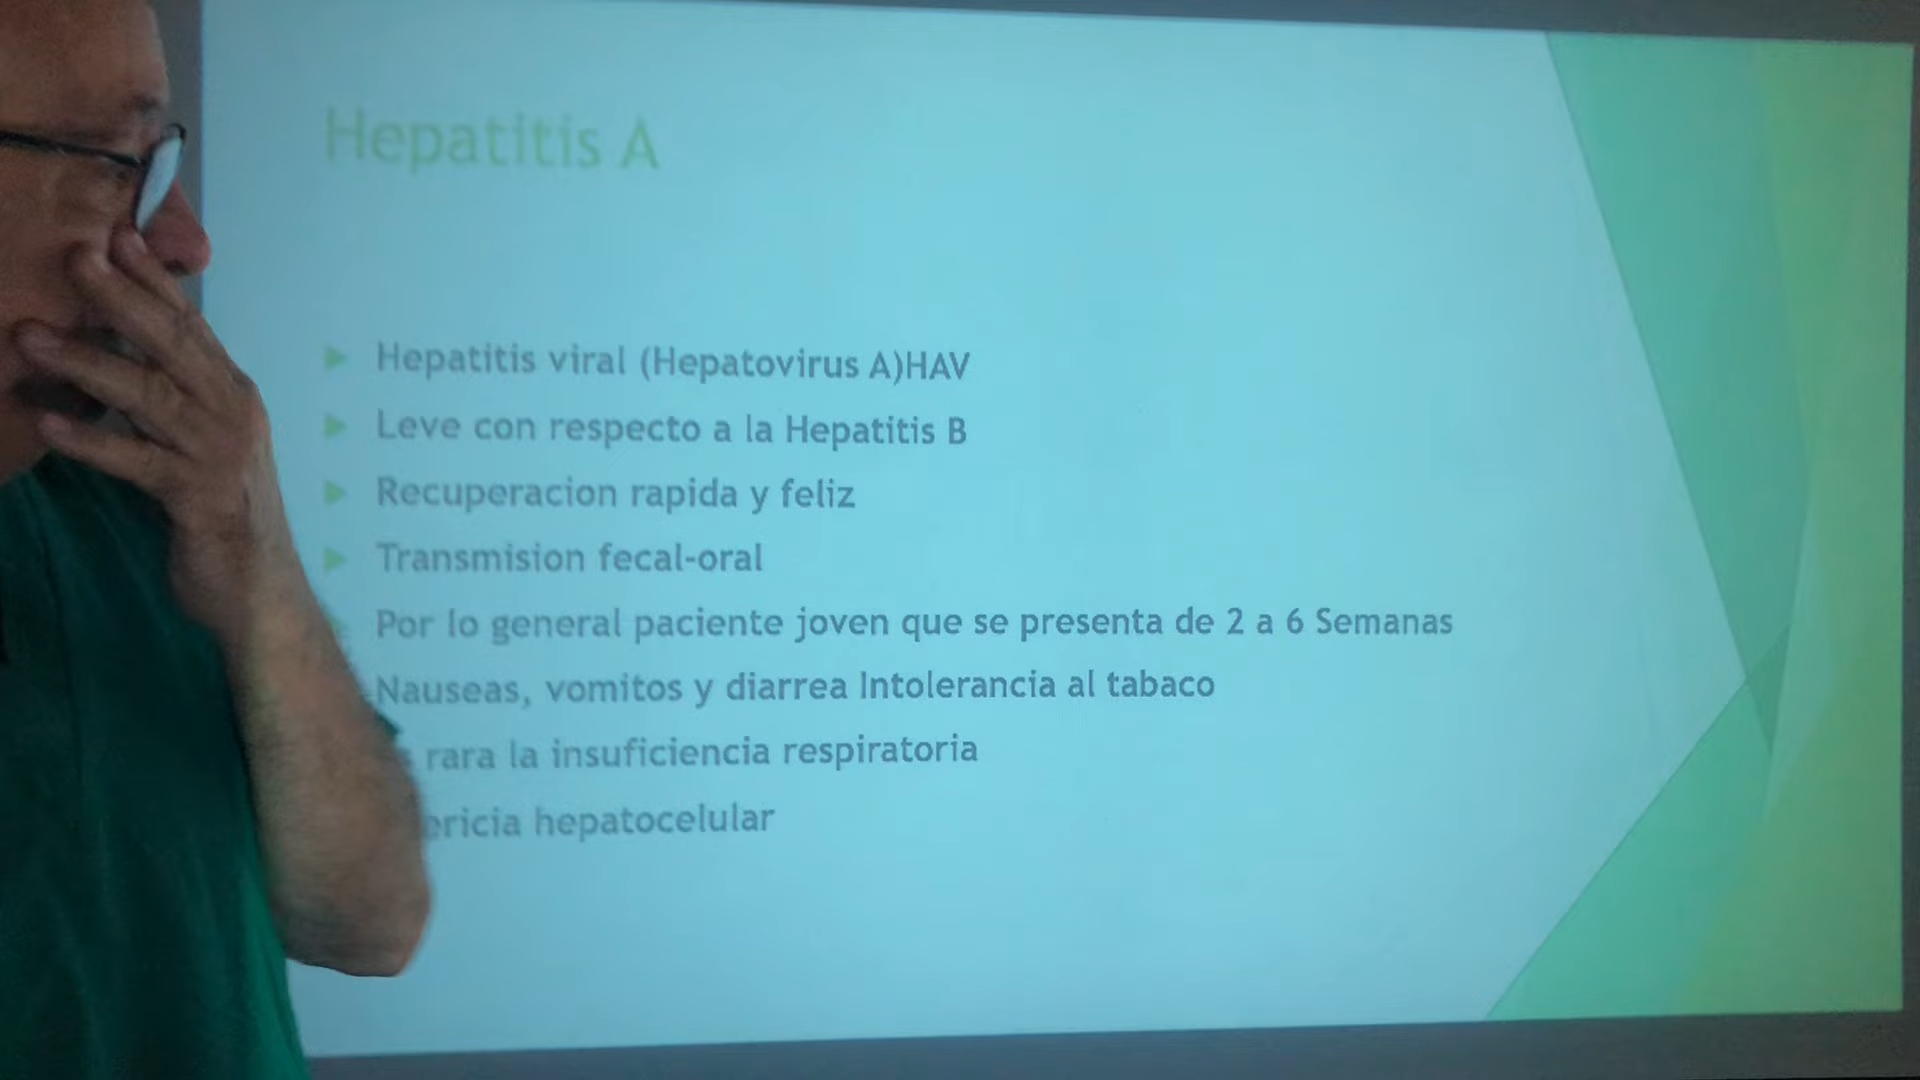 Hepatitis A
Hepatitis viral (Hepatovirus A)HAV
Leve con respecto a la Hepatitis B
Recuperacion rapida y feliz
Transmision fecal-oral
Por lo general paciente joven que se presenta de 2 a 6 Semanas
Nauseas, vomitos y diarrea Intolerancia al tabaco
rara la insuficiencia respiratoria
hepatocelular